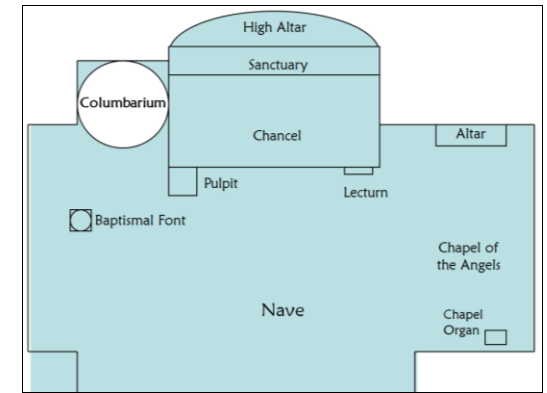 High Altar
Sanctuary
Columbarium
Chancel
Altar
Pulpit
Lecturn
Baptismal Font
Chapel of
the Angels
Nave
Chapel
Organ